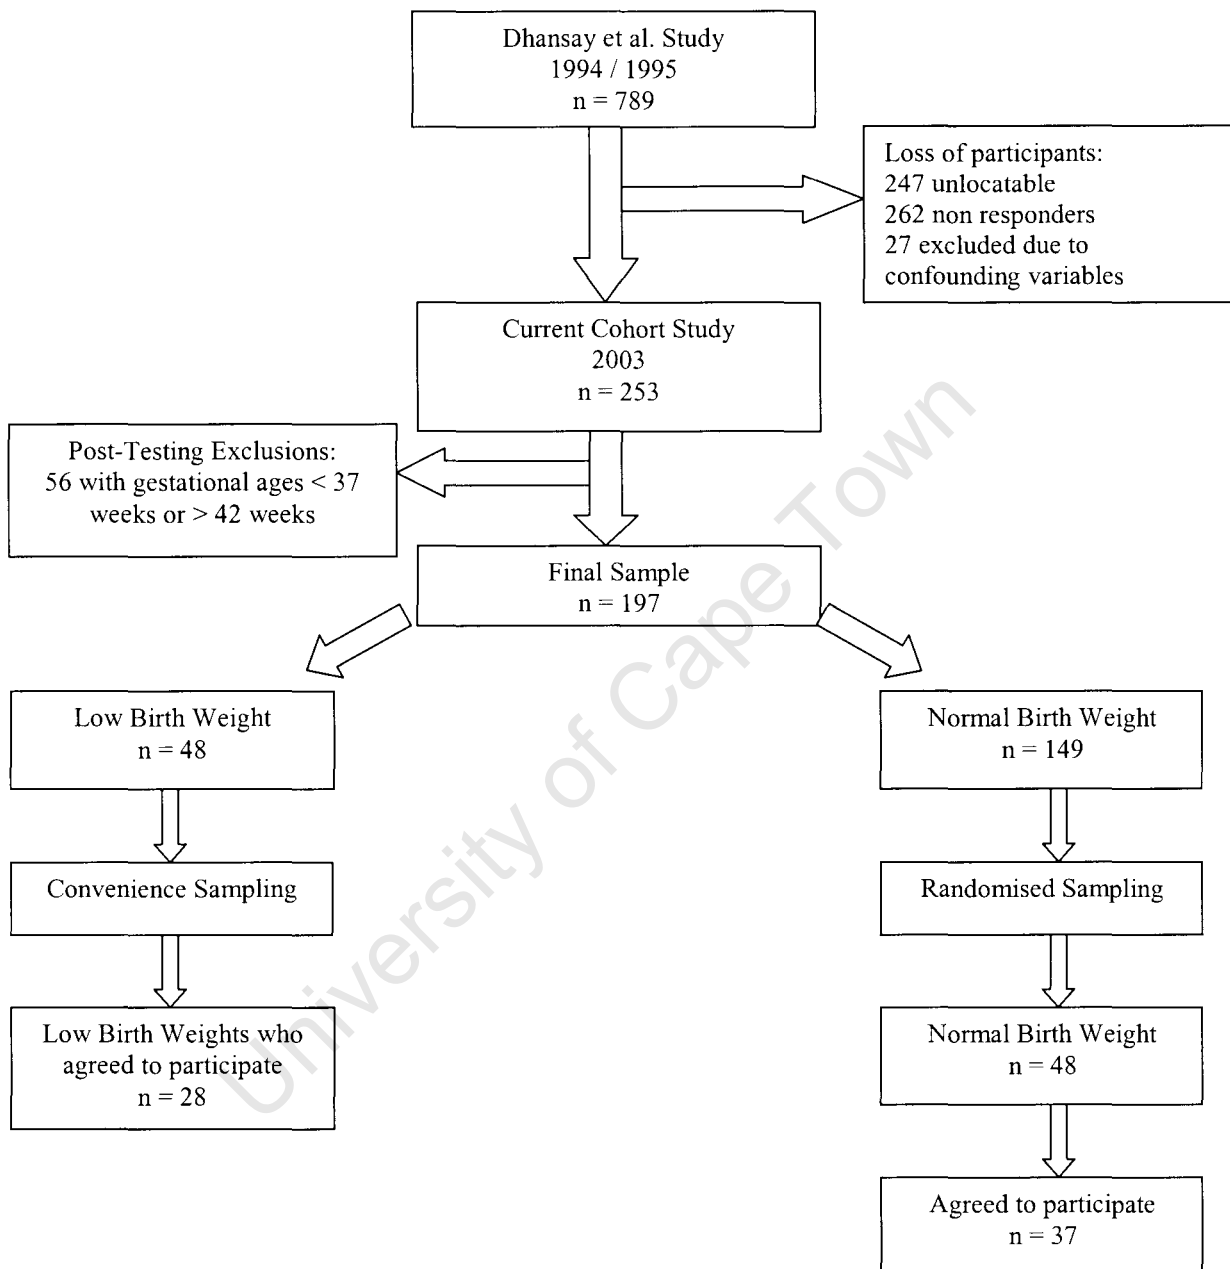 Dhansay et al. Study
1994 / 1995
n = 789
Loss of participants:
247 unlocatable
262 non responders
27 excluded due to
confounding variables
Current Cohort Study
2003
n = 253
Post-Testing Exclusions:
56 with gestational ages < 37
weeks or > 42 weeks
Final Sample
n = 197
Low Birth Weight
n = 48
Normal Birth Weight
n = 149
Convenience Sampling
Randomised Sampling
Low Birth Weights who
agreed to participate
n = 28
Normal Birth Weight
n = 48
Agreed to participate
n = 37
University of Cape Town